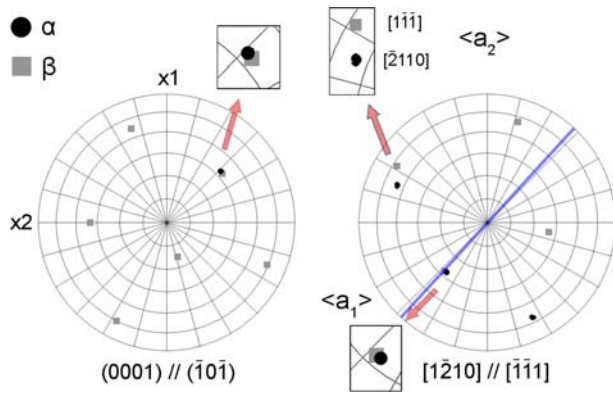 α
β
x1
x2
(0001) // (1̄01̄)
[11̄1̄]
[2̄110]
<a₂>
<a₁>
[12̄10] // [1̄1̄1]